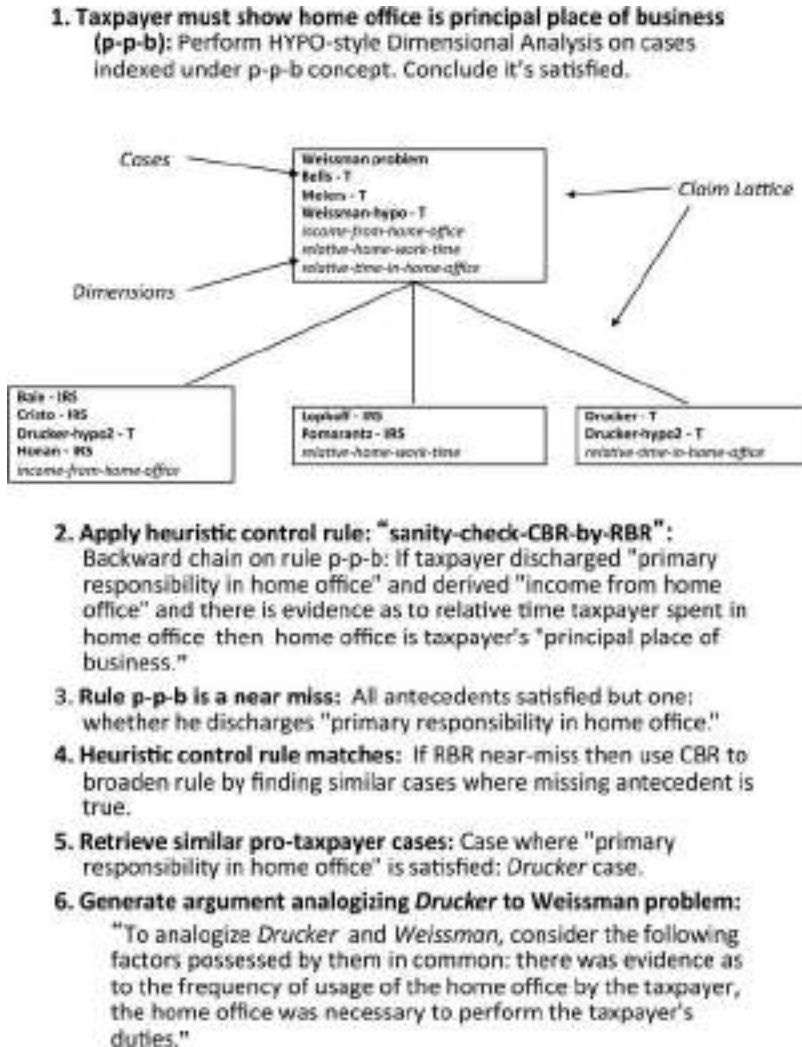 1. Taxpayer must show home office is principal place of business
(p-p-b): Perform HYPO-style Dimensional Analysis on cases
indexed under p-p-b concept. Conclude it's satisfied.
Cases
Weissman problem
Bells - T
Meiers - T
Weissman-hypo - T
income-from-home-office
relative-home-work-time
relative-time-in-home-office
Claim Lattice
Dimensions
Baie - IRS
Cristo - IRS
Drucker-hypo2 - T
Honan - IRS
income-from-home-office
Lopkoff - IRS
Pomarantz - IRS
relative-home-work-time
Drucker - T
Drucker-hypo2 - T
relative-time-in-home-office
2. Apply heuristic control rule: "sanity-check-CBR-by-RBR":
Backward chain on rule p-p-b: If taxpayer discharged "primary
responsibility in home office" and derived "income from home
office" and there is evidence as to relative time taxpayer spent in
home office then home office is taxpayer's "principal place of
business."
3. Rule p-p-b is a near miss: All antecedents satisfied but one:
whether he discharges "primary responsibility in home office."
4. Heuristic control rule matches: If RBR near-miss then use CBR to
broaden rule by finding similar cases where missing antecedent is
true.
5. Retrieve similar pro-taxpayer cases: Case where "primary
responsibility in home office" is satisfied: Drucker case.
6. Generate argument analogizing Drucker to Weissman problem:
"To analogize Drucker and Weissman, consider the following
factors possessed by them in common: there was evidence as
to the frequency of usage of the home office by the taxpayer,
the home office was necessary to perform the taxpayer's
duties."